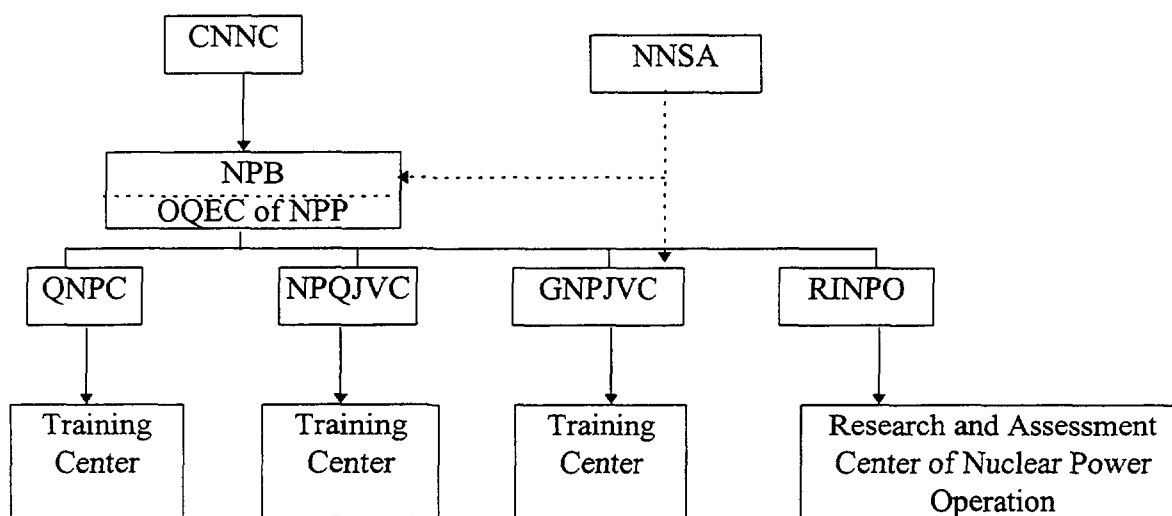 CNNC
NNSA
NPB
OQEC of NPP
QNPC
NPQJVC
GNPJVC
RINPO
Training
Center
Training
Center
Training
Center
Research and Assessment
Center of Nuclear Power
Operation